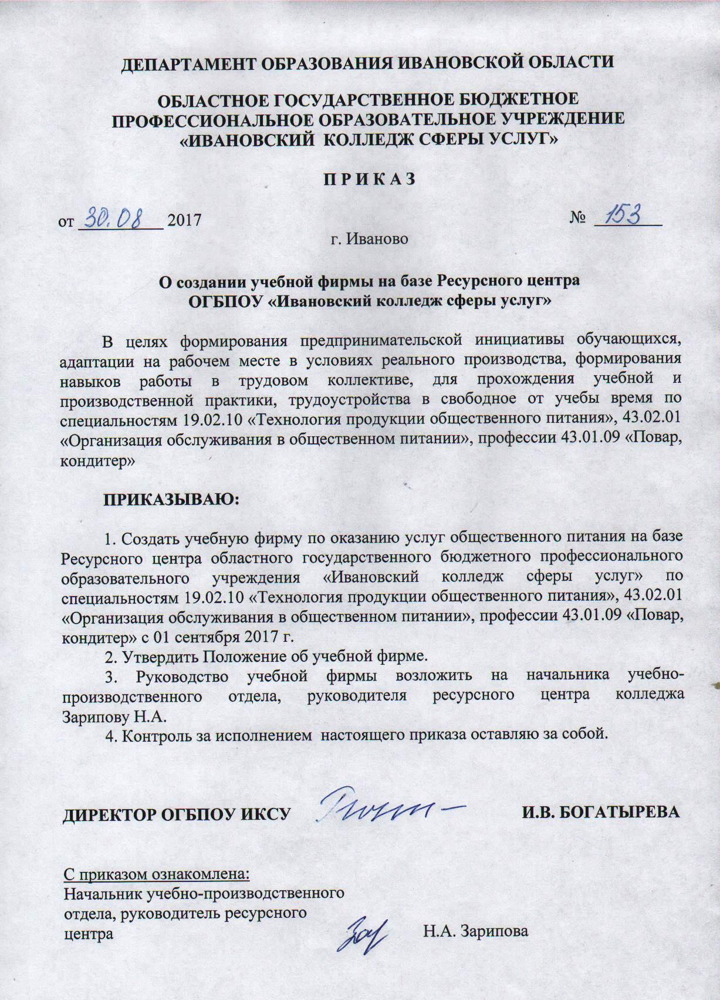 ДЕПАРТАМЕНТ ОБРАЗОВАНИЯ ИВАНОВСКОЙ ОБЛАСТИ
ОБЛАСТНОЕ ГОСУДАРСТВЕННОЕ БЮДЖЕТНОЕ
ПРОФЕССИОНАЛЬНОЕ ОБРАЗОВАТЕЛЬНОЕ УЧРЕЖДЕНИЕ
«ИВАНОВСКИЙ КОЛЛЕДЖ СФЕРЫ УСЛУГ»
П Р И К А З
от 30.08 2017 № 153
г. Иваново
О создании учебной фирмы на базе Ресурсного центра
ОГБПОУ «Ивановский колледж сферы услуг»
В целях формирования предпринимательской инициативы обучающихся,
адаптации на рабочем месте в условиях реального производства, формирования
навыков работы в трудовом коллективе, для прохождения учебной и
производственной практики, трудоустройства в свободное от учебы время по
специальностям 19.02.10 «Технология продукции общественного питания», 43.02.01
«Организация обслуживания в общественном питании», профессии 43.01.09 «Повар,
кондитер»
ПРИКАЗЫВАЮ:
1. Создать учебную фирму по оказанию услуг общественного питания на базе
Ресурсного центра областного государственного бюджетного профессионального
образовательного учреждения «Ивановский колледж сферы услуг» по
специальностям 19.02.10 «Технология продукции общественного питания», 43.02.01
«Организация обслуживания в общественном питании», профессии 43.01.09 «Повар,
кондитер» с 01 сентября 2017 г.
2. Утвердить Положение об учебной фирме.
3. Руководство учебной фирмы возложить на начальника учебно-
производственного отдела, руководителя ресурсного центра колледжа
Зарипову Н.А.
4. Контроль за исполнением настоящего приказа оставляю за собой.
ДИРЕКТОР ОГБПОУ ИКСУ И.В. БОГАТЫРЕВА
С приказом ознакомлена:
Начальник учебно-производственного
отдела, руководитель ресурсного
центра Н.А. Зарипова